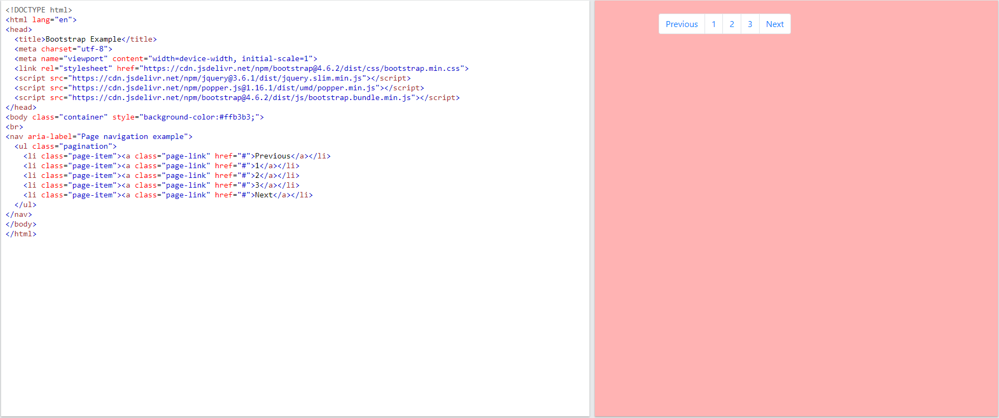 <!DOCTYPE html>
<html lang="en">
<head>
  <title>Bootstrap Example</title>
  <meta charset="utf-8">
  <meta name="viewport" content="width=device-width, initial-scale=1">
  <link rel="stylesheet" href="https://cdn.jsdelivr.net/npm/bootstrap@4.6.2/dist/css/bootstrap.min.css">
  <script src="https://cdn.jsdelivr.net/npm/jquery@3.6.1/dist/jquery.slim.min.js"></script>
  <script src="https://cdn.jsdelivr.net/npm/popper.js@1.16.1/dist/umd/popper.min.js"></script>
  <script src="https://cdn.jsdelivr.net/npm/bootstrap@4.6.2/dist/js/bootstrap.bundle.min.js"></script>
</head>
<body class="container" style="background-color:#ffb3b3;">
<br>
<nav aria-label="Page navigation example">
  <ul class="pagination">
    <li class="page-item"><a class="page-link" href="#">Previous</a></li>
    <li class="page-item"><a class="page-link" href="#">1</a></li>
    <li class="page-item"><a class="page-link" href="#">2</a></li>
    <li class="page-item"><a class="page-link" href="#">3</a></li>
    <li class="page-item"><a class="page-link" href="#">Next</a></li>
  </ul>
</nav>
</body>
</html>
Previous 1 2 3 Next